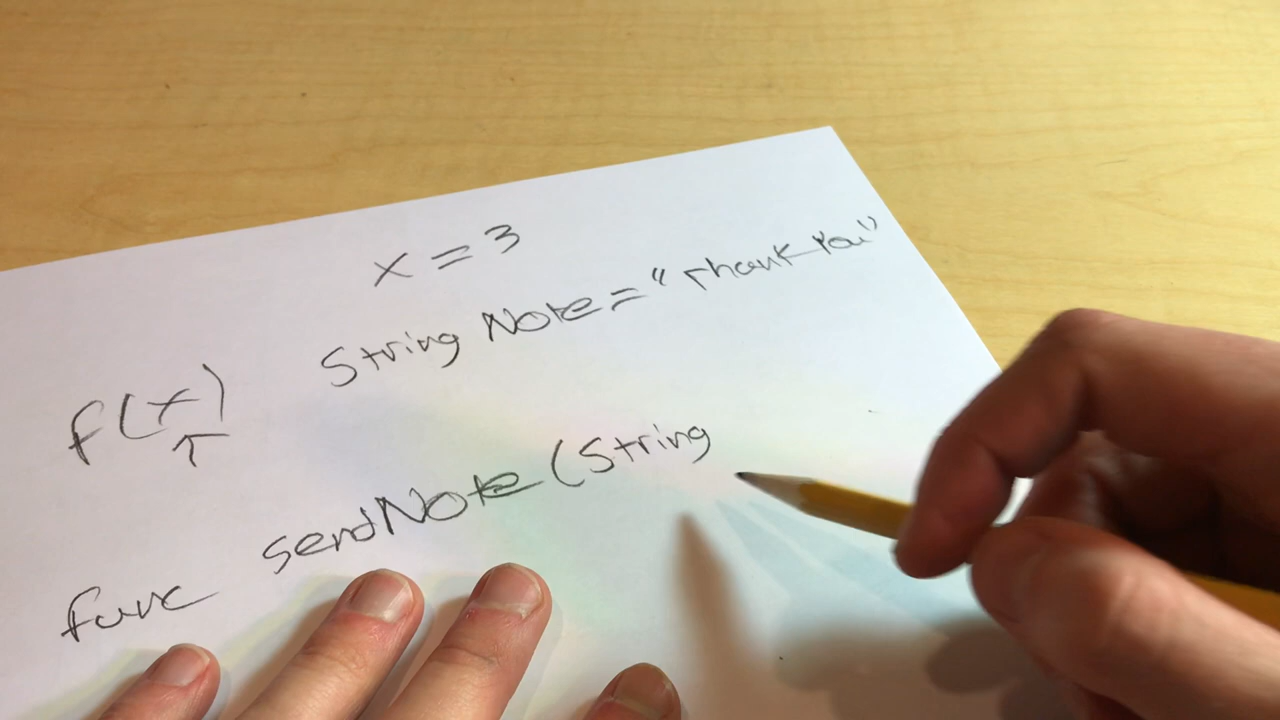 x = 3
String Note = "Thank You"
f(x)
func sendNote (String